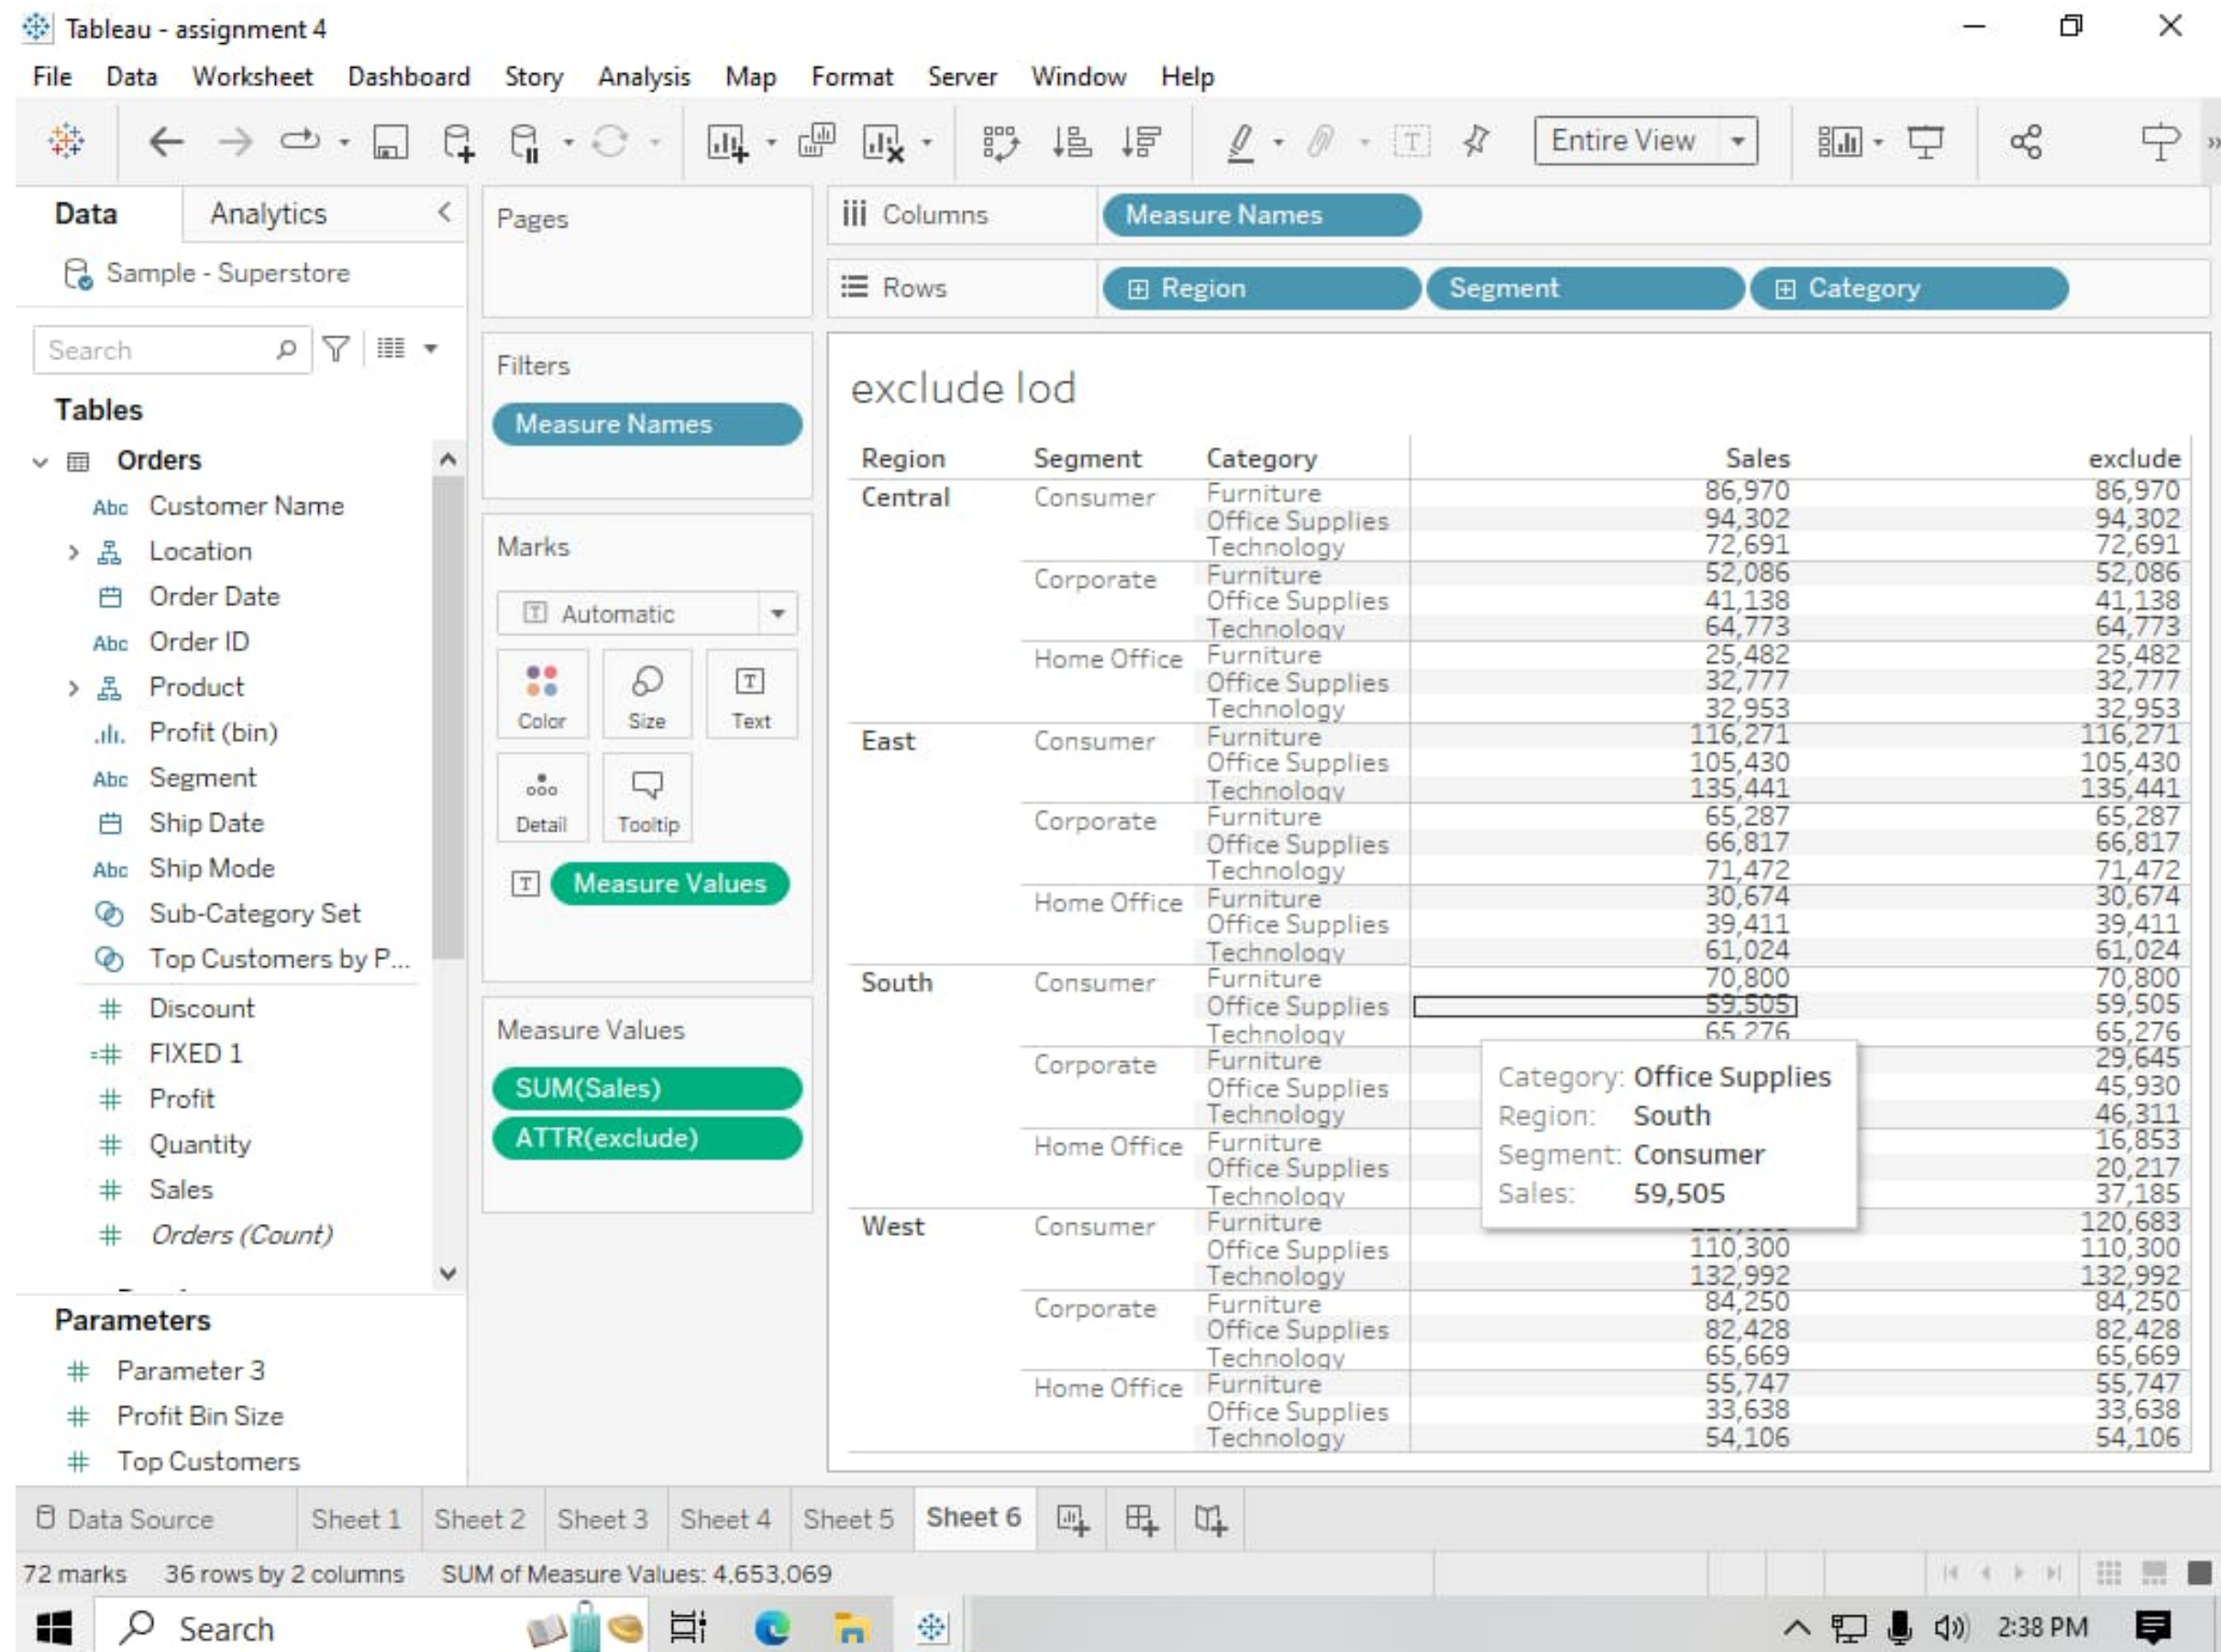 Tableau - assignment 4
File Data Worksheet Dashboard Story Analysis Map Format Server Window Help
Entire View
Data Analytics
Sample - Superstore
Search
Tables
Orders
Abc Customer Name
Location
Order Date
Abc Order ID
Product
Profit (bin)
Abc Segment
Ship Date
Abc Ship Mode
Sub-Category Set
Top Customers by P...
# Discount
=# FIXED 1
# Profit
# Quantity
# Sales
# Orders (Count)
Parameters
# Parameter 3
# Profit Bin Size
# Top Customers
Pages
Filters
Measure Names
Marks
T Automatic
Color Size T Text
Detail Tooltip
T Measure Values
Measure Values
SUM(Sales)
ATTR(exclude)
Columns Measure Names
Rows Region Segment Category
exclude lod
Region Segment Category Sales exclude
Central Consumer Furniture 86,970 86,970
Office Supplies 94,302 94,302
Technology 72,691 72,691
Corporate Furniture 52,086 52,086
Office Supplies 41,138 41,138
Technology 64,773 64,773
Home Office Furniture 25,482 25,482
Office Supplies 32,777 32,777
Technology 32,953 32,953
East Consumer Furniture 116,271 116,271
Office Supplies 105,430 105,430
Technology 135,441 135,441
Corporate Furniture 65,287 65,287
Office Supplies 66,817 66,817
Technology 71,472 71,472
Home Office Furniture 30,674 30,674
Office Supplies 39,411 39,411
Technology 61,024 61,024
South Consumer Furniture 70,800 70,800
Office Supplies 59,505 59,505
Technology 65,276 65,276
Corporate Furniture 29,645
Office Supplies 45,930
Technology 46,311
Home Office Furniture 16,853
Office Supplies 20,217
Technology 37,185
West Consumer Furniture 120,683
Office Supplies 110,300 110,300
Technology 132,992 132,992
Corporate Furniture 84,250 84,250
Office Supplies 82,428 82,428
Technology 65,669 65,669
Home Office Furniture 55,747 55,747
Office Supplies 33,638 33,638
Technology 54,106 54,106
Category: Office Supplies
Region: South
Segment: Consumer
Sales: 59,505
Data Source Sheet 1 Sheet 2 Sheet 3 Sheet 4 Sheet 5 Sheet 6
72 marks 36 rows by 2 columns SUM of Measure Values: 4,653,069
Search
2:38 PM